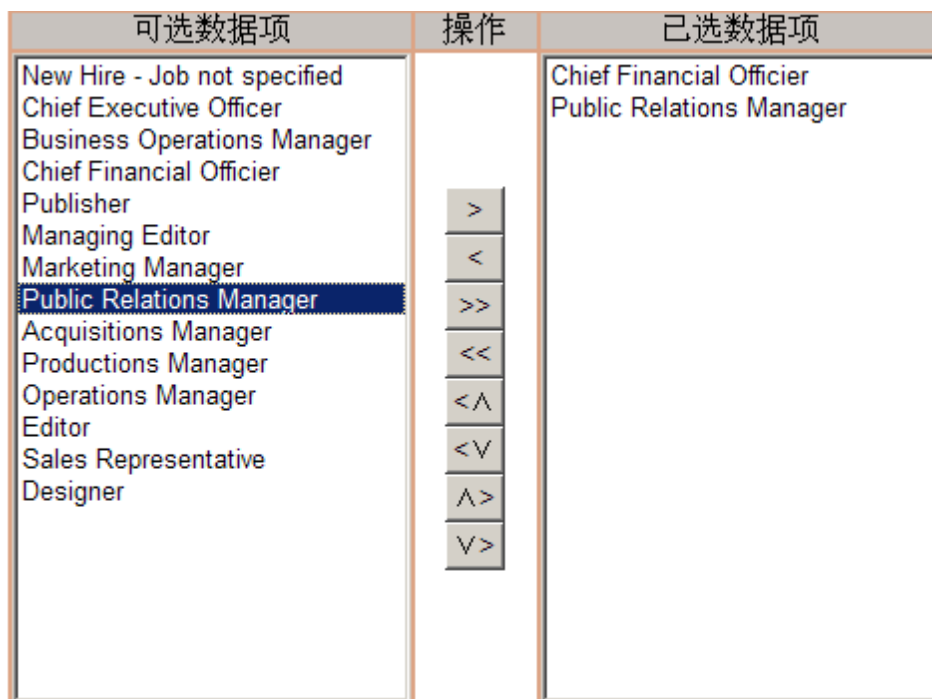 可选数据项
操作
已选数据项
New Hire - Job not specified
Chief Executive Officer
Business Operations Manager
Chief Financial Officier
Publisher
Managing Editor
Marketing Manager
Public Relations Manager
Acquisitions Manager
Productions Manager
Operations Manager
Editor
Sales Representative
Designer
>
<
>>
<<
<∧
<∨
∧>
∨>
Chief Financial Officier
Public Relations Manager